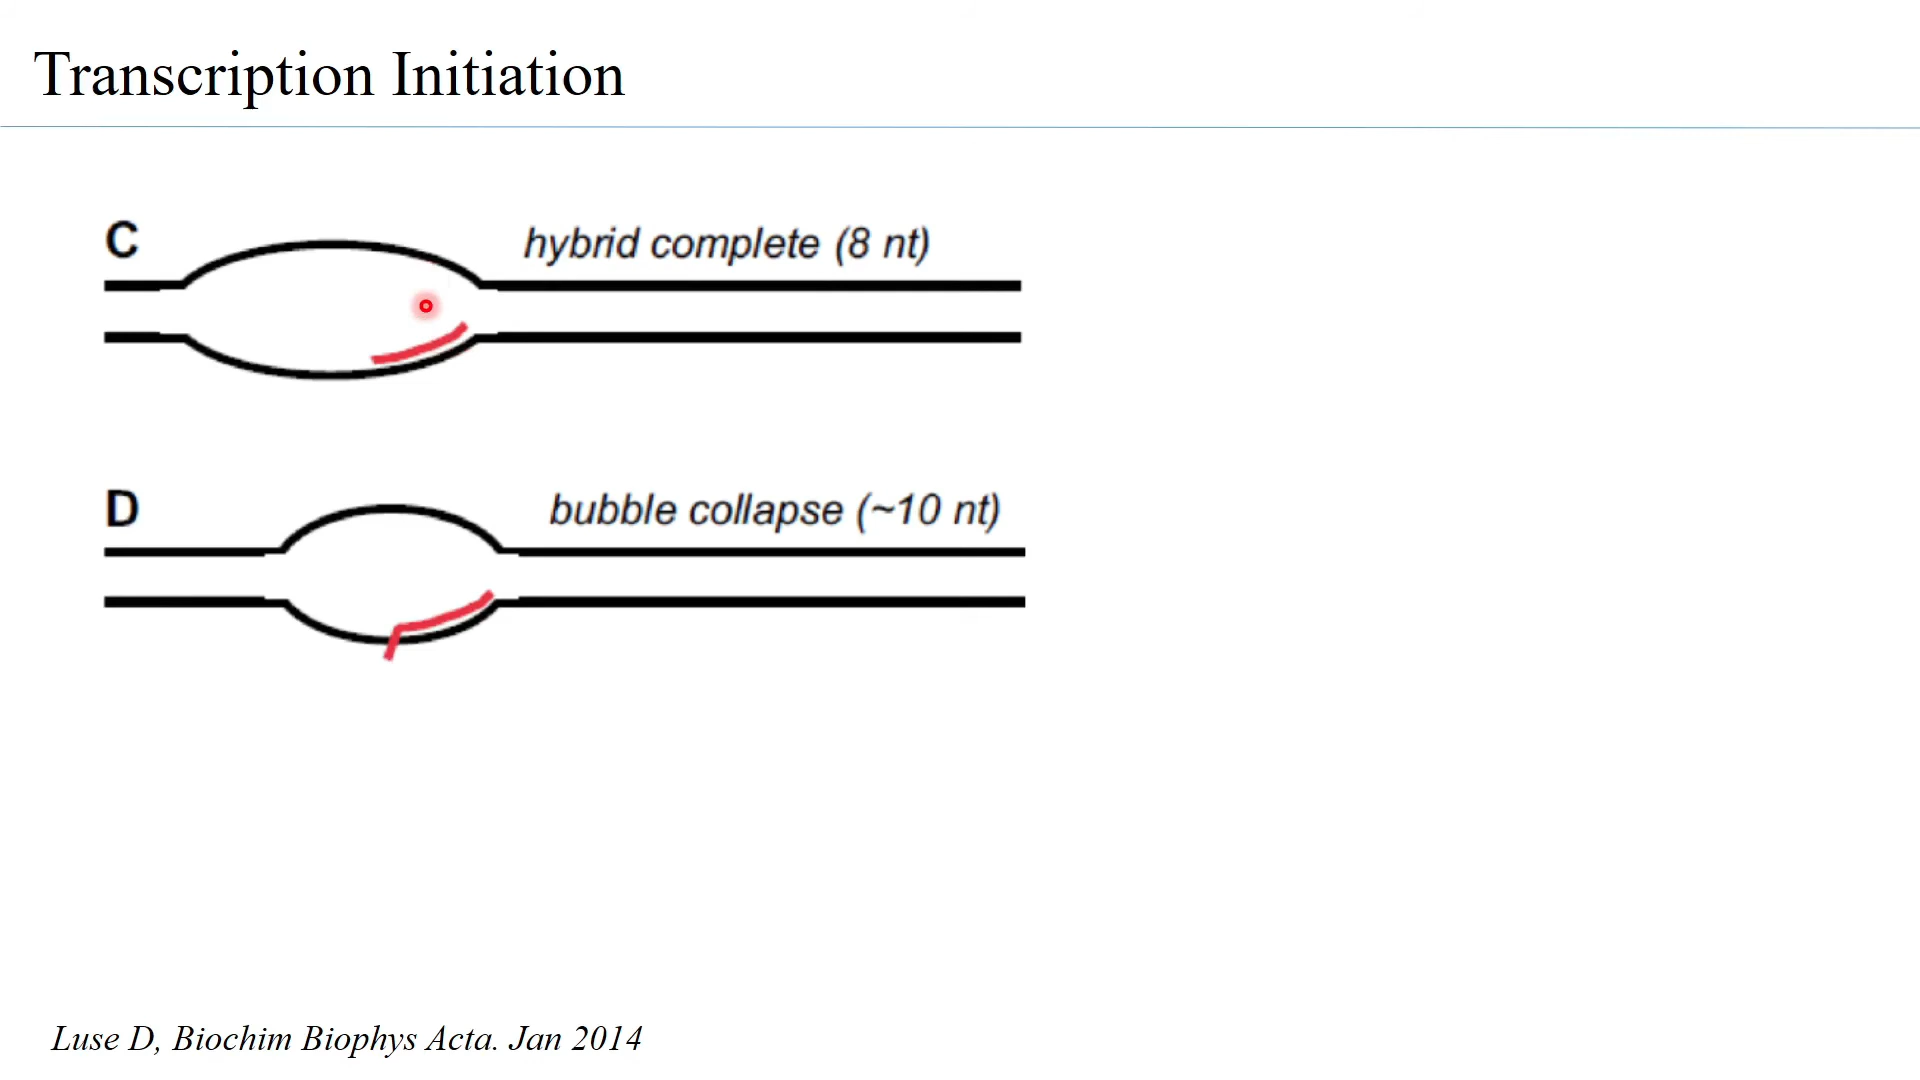 Transcription Initiation
C
hybrid complete (8 nt)
D
bubble collapse (~10 nt)
Luse D, Biochim Biophys Acta. Jan 2014